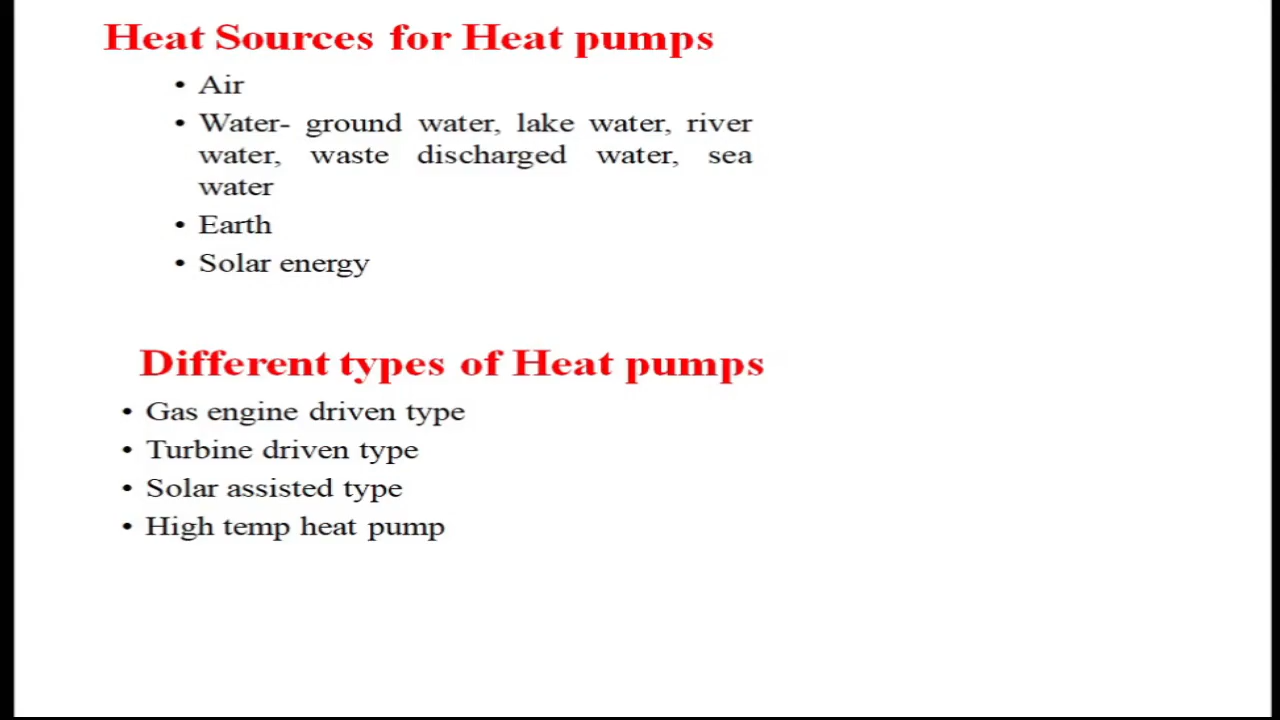 Heat Sources for Heat pumps
• Air
• Water- ground water, lake water, river
water, waste discharged water, sea
water
• Earth
• Solar energy
Different types of Heat pumps
• Gas engine driven type
• Turbine driven type
• Solar assisted type
• High temp heat pump